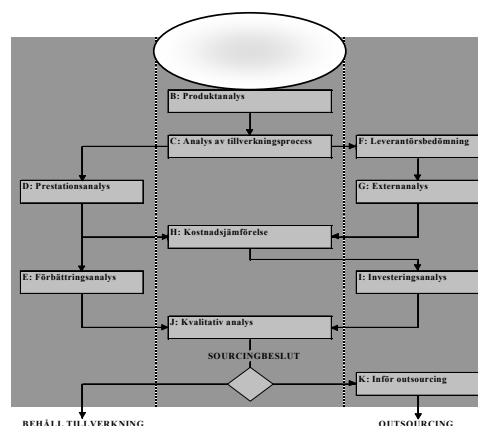 B: Produktanalys
C: Analys av tillverkningsprocess
F: Leverantörsbedömning
D: Prestationsanalys
G: Externanalys
H: Kostnadsjämförelse
E: Förbättringsanalys
I: Investeringsanalys
J: Kvalitativ analys
SOURCINGBESLUT
K: Inför outsourcing
BEHÅLL TILLVERKNING
OUTSOURCING